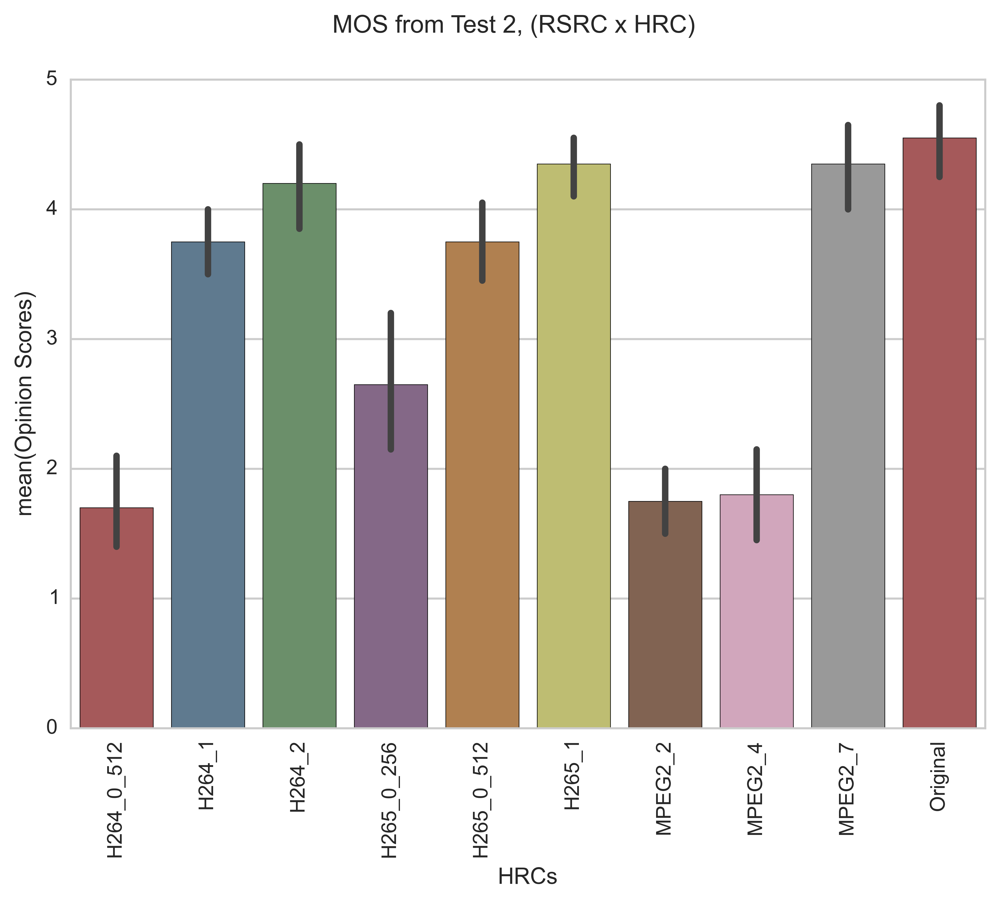 MOS from Test 2, (RSRC x HRC)
mean(Opinion Scores)
5
4
3
2
1
0
H264_0_512
H264_1
H264_2
H265_0_256
H265_0_512
H265_1
MPEG2_2
MPEG2_4
MPEG2_7
Original
HRCs